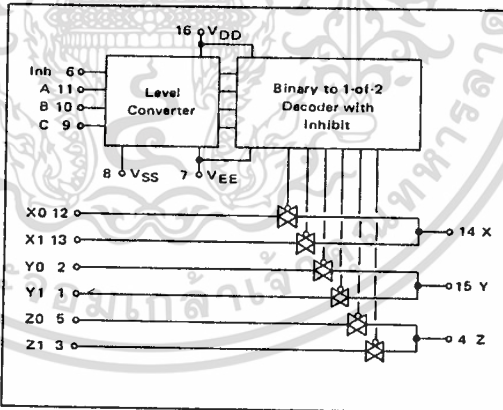 16 VDD
Inh 6
A 11
B 10
C 9
Level
Converter
Binary to 1-of-2
Decoder with
Inhibit
8 VSS
7 VEE
X0 12
X1 13
Y0 2
Y1 1
Z0 5
Z1 3
14 X
15 Y
4 Z